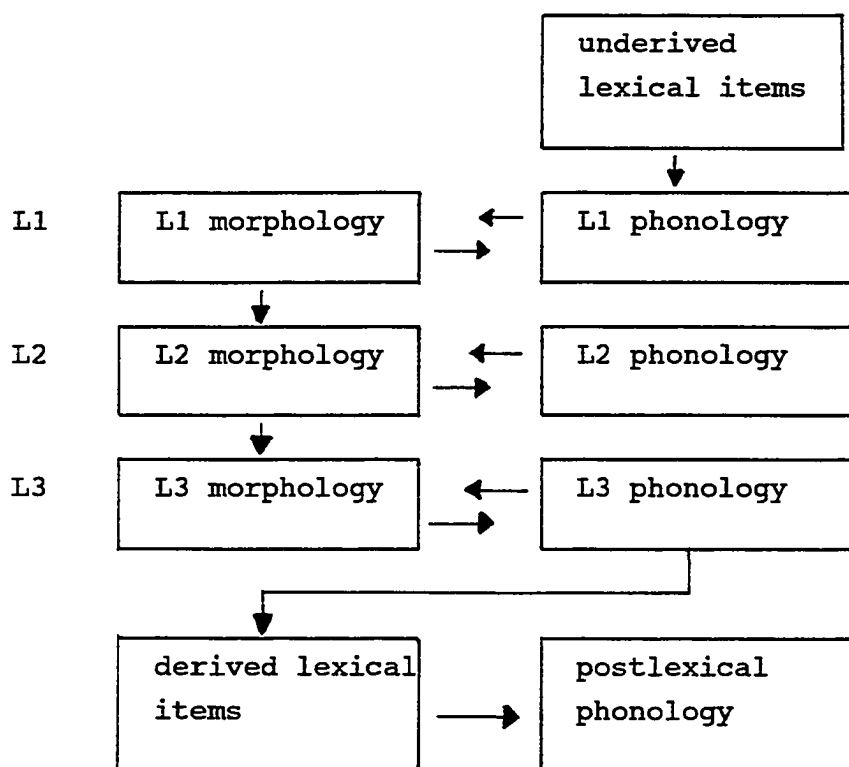 underived
lexical items
L1 L1 morphology L1 phonology
L2 L2 morphology L2 phonology
L3 L3 morphology L3 phonology
derived lexical postlexical
items phonology